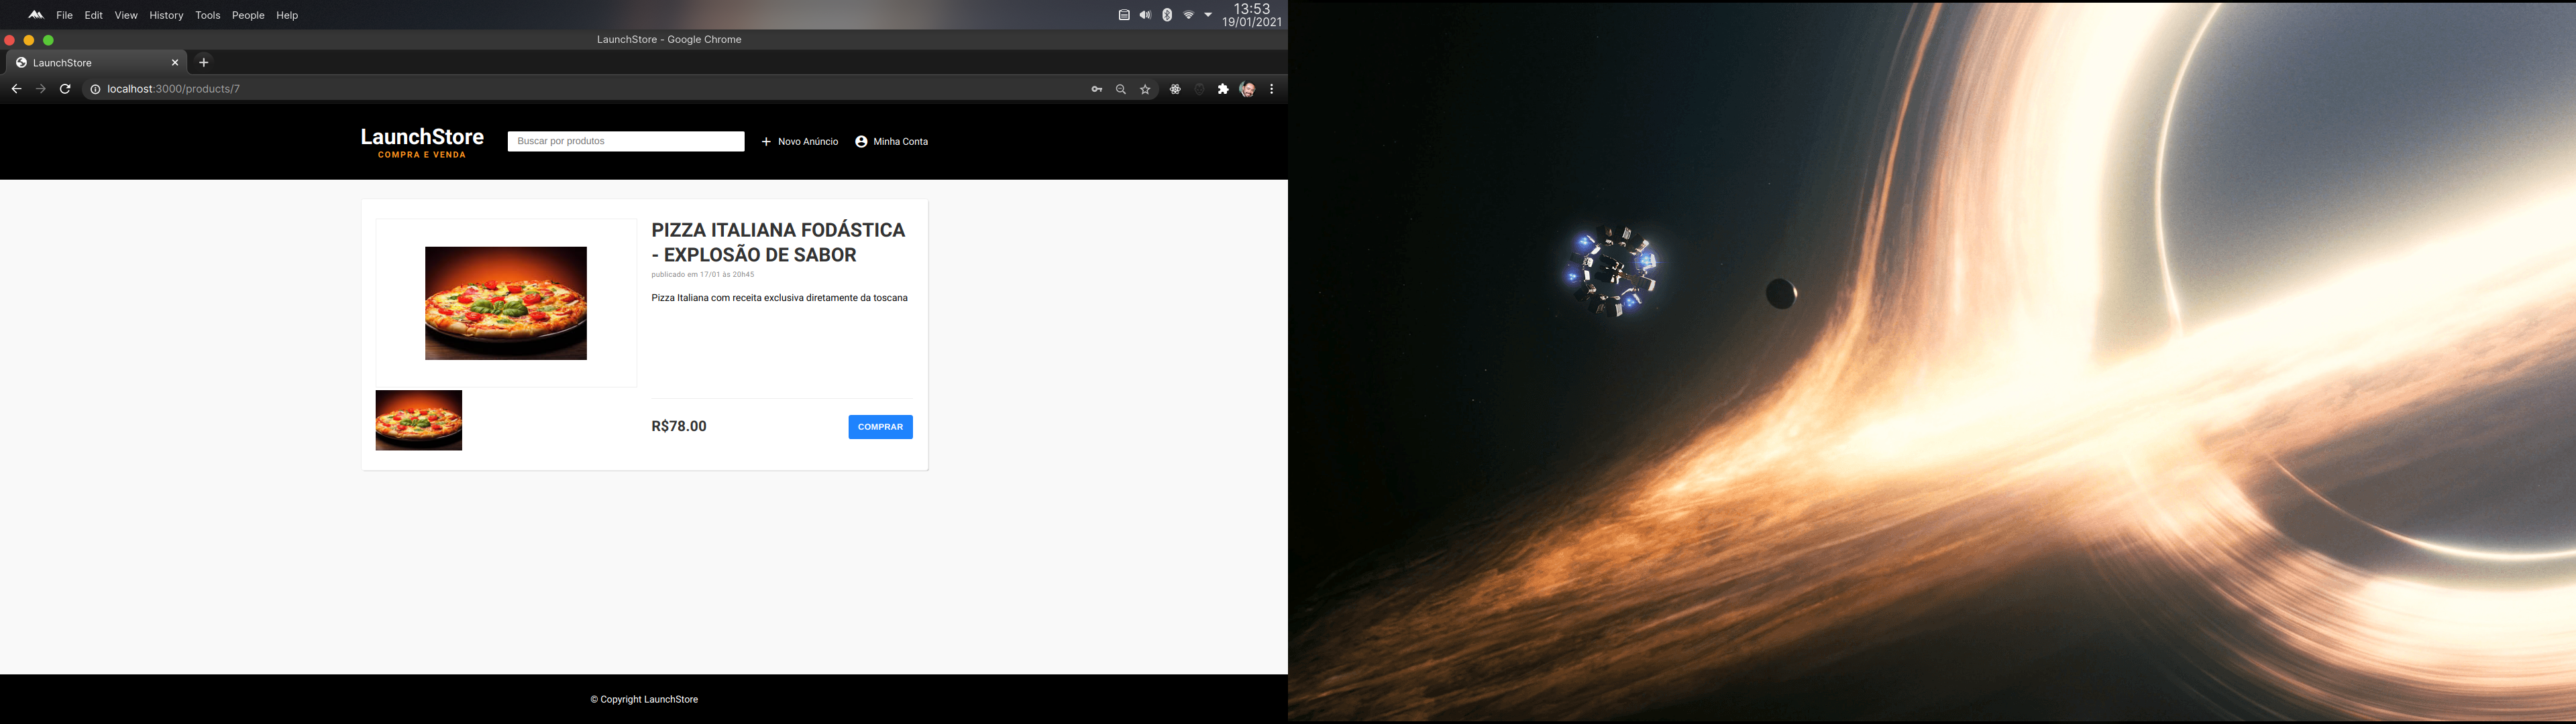 File Edit View History Tools People Help
13:53
19/01/2021
LaunchStore - Google Chrome
LaunchStore
localhost:3000/products/7
LaunchStore
COMPRA E VENDA
Buscar por produtos
Novo Anúncio
Minha Conta
PIZZA ITALIANA FODÁSTICA
- EXPLOSÃO DE SABOR
publicado em 17/01 às 20h45
Pizza Italiana com receita exclusiva diretamente da toscana
R$78.00
COMPRAR
© Copyright LaunchStore